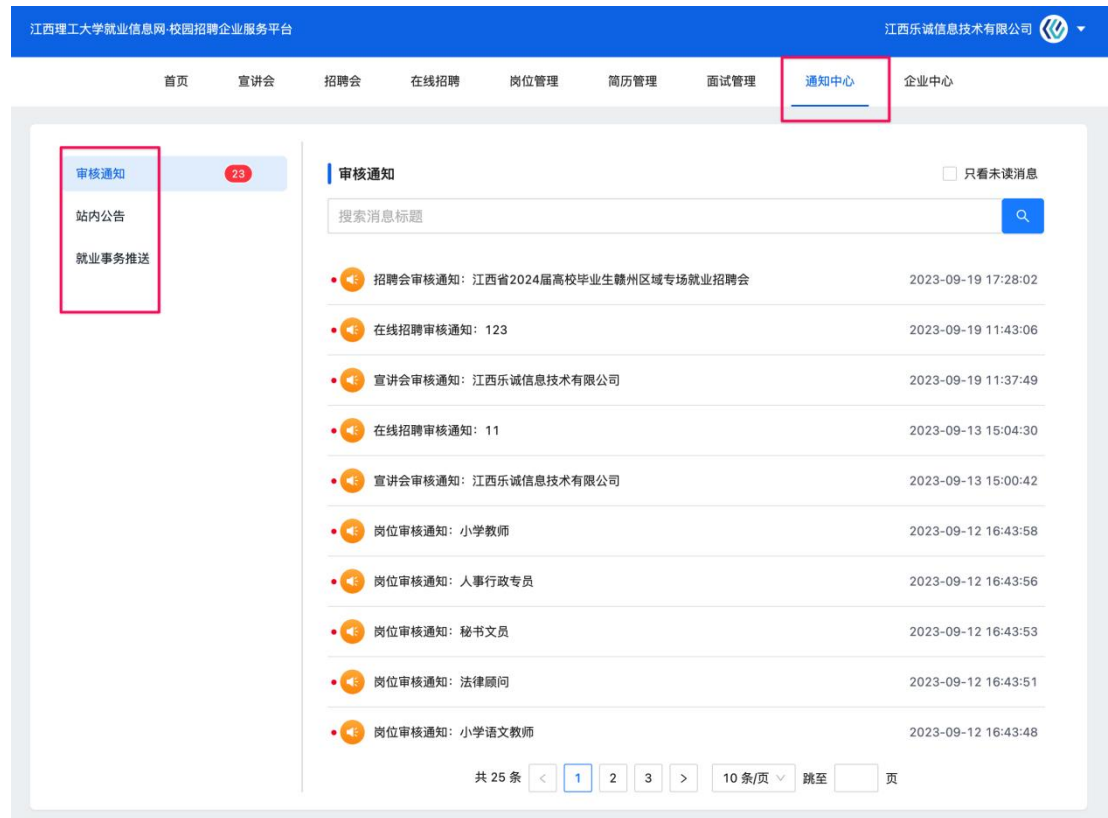 江西理工大学就业信息网-校园招聘企业服务平台 江西乐诚信息技术有限公司
首页 宣讲会 招聘会 在线招聘 岗位管理 简历管理 面试管理 通知中心 企业中心
审核通知 23
站内公告
就业事务推送
审核通知 只看未读消息
搜索消息标题
招聘会审核通知：江西省2024届高校毕业生赣州区域专场就业招聘会 2023-09-19 17:28:02
在线招聘审核通知：123 2023-09-19 11:43:06
宣讲会审核通知：江西乐诚信息技术有限公司 2023-09-19 11:37:49
在线招聘审核通知：11 2023-09-13 15:04:30
宣讲会审核通知：江西乐诚信息技术有限公司 2023-09-13 15:00:42
岗位审核通知：小学教师 2023-09-12 16:43:58
岗位审核通知：人事行政专员 2023-09-12 16:43:56
岗位审核通知：秘书文员 2023-09-12 16:43:53
岗位审核通知：法律顾问 2023-09-12 16:43:51
岗位审核通知：小学语文教师 2023-09-12 16:43:48
共 25 条 < 1 2 3 > 10 条/页 跳至 页